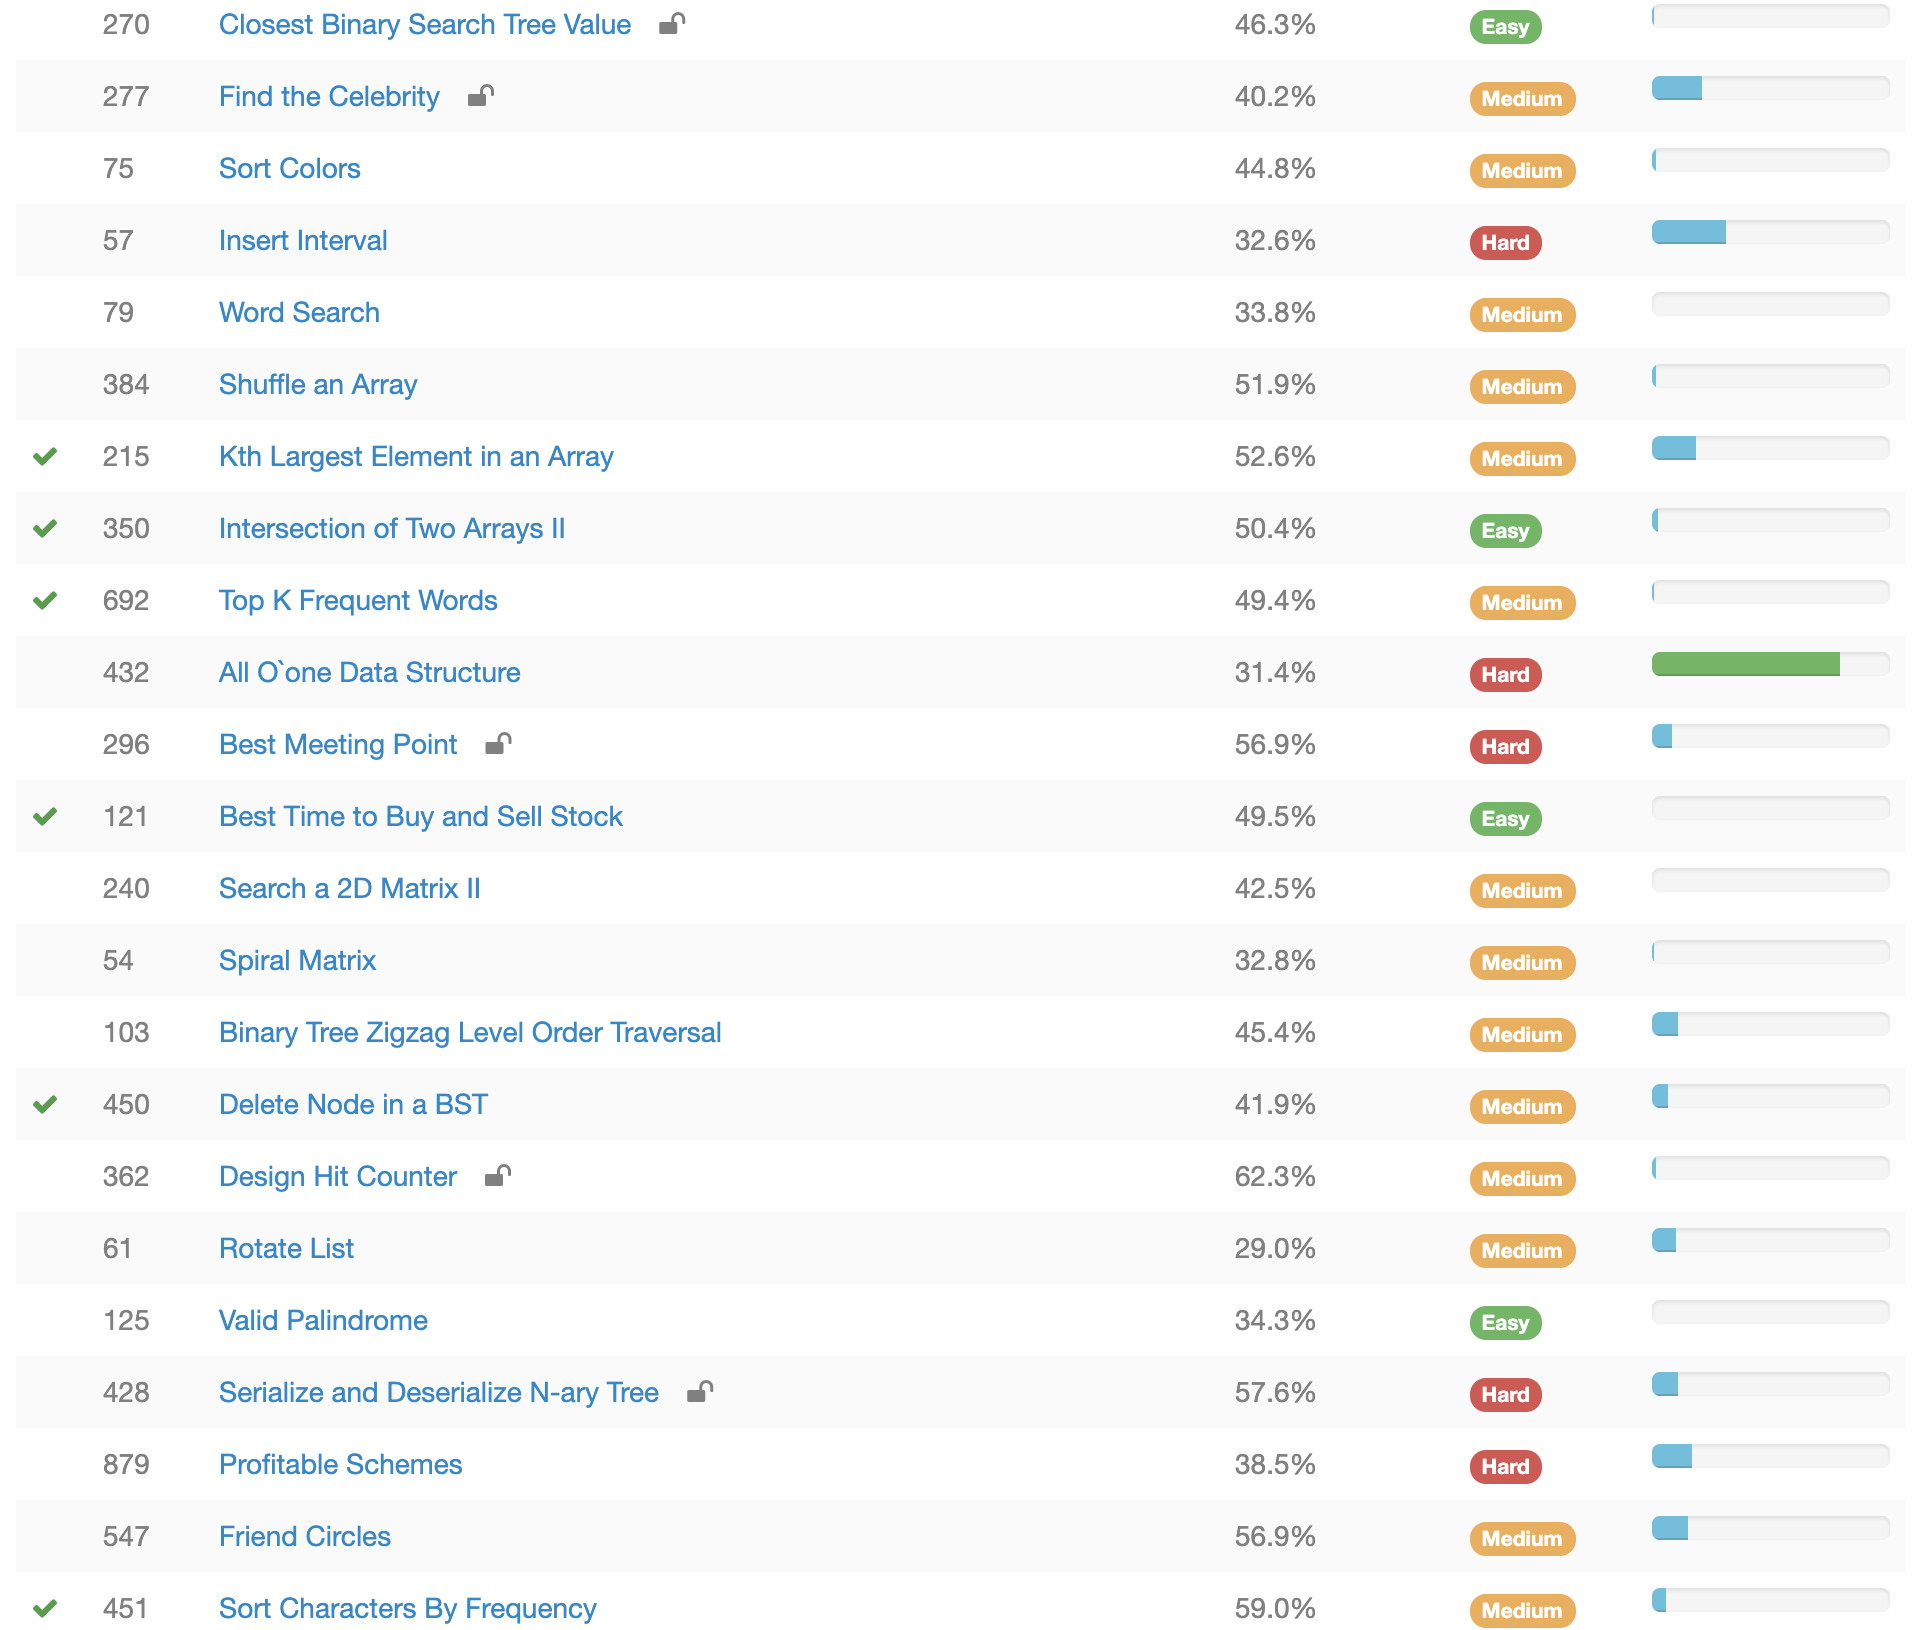 270 Closest Binary Search Tree Value 46.3% Easy
277 Find the Celebrity 40.2% Medium
75 Sort Colors 44.8% Medium
57 Insert Interval 32.6% Hard
79 Word Search 33.8% Medium
384 Shuffle an Array 51.9% Medium
215 Kth Largest Element in an Array 52.6% Medium
350 Intersection of Two Arrays II 50.4% Easy
692 Top K Frequent Words 49.4% Medium
432 All O`one Data Structure 31.4% Hard
296 Best Meeting Point 56.9% Hard
121 Best Time to Buy and Sell Stock 49.5% Easy
240 Search a 2D Matrix II 42.5% Medium
54 Spiral Matrix 32.8% Medium
103 Binary Tree Zigzag Level Order Traversal 45.4% Medium
450 Delete Node in a BST 41.9% Medium
362 Design Hit Counter 62.3% Medium
61 Rotate List 29.0% Medium
125 Valid Palindrome 34.3% Easy
428 Serialize and Deserialize N-ary Tree 57.6% Hard
879 Profitable Schemes 38.5% Hard
547 Friend Circles 56.9% Medium
451 Sort Characters By Frequency 59.0% Medium